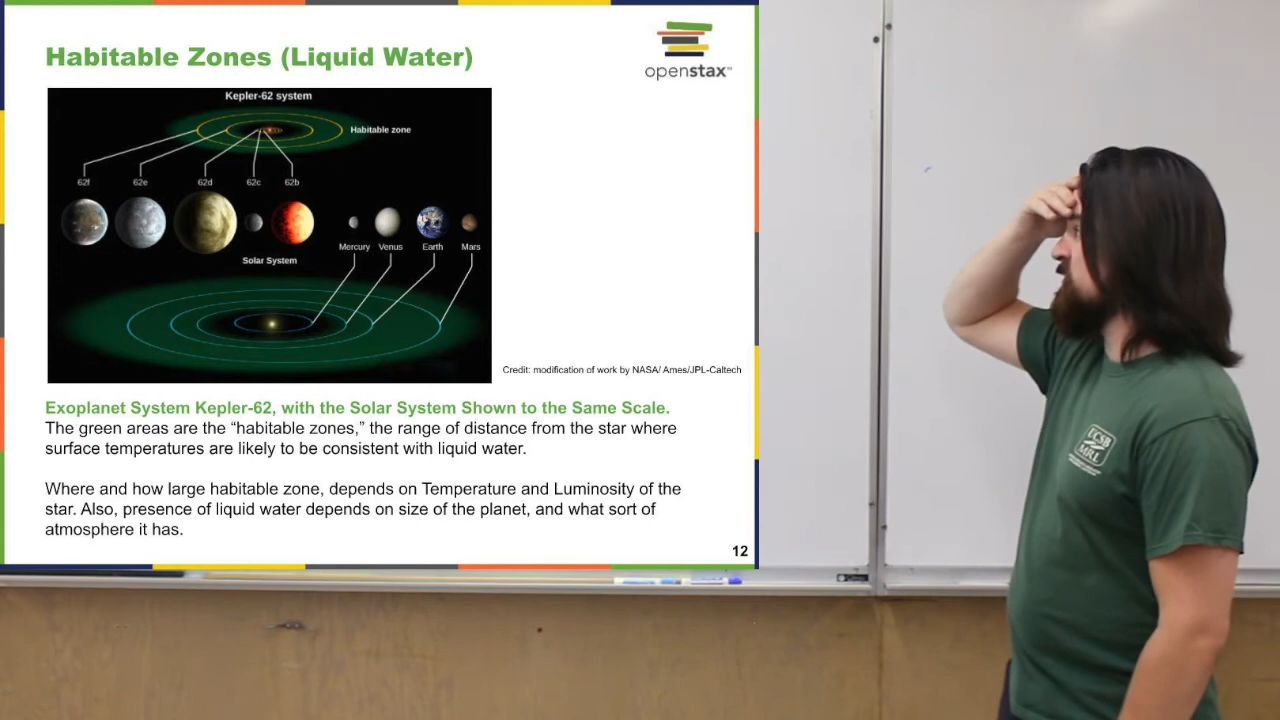 Habitable Zones (Liquid Water)
openstax™
Kepler-62 system
Habitable zone
62f 62e 62d 62c 62b
Mercury Venus Earth Mars
Solar System
Credit: modification of work by NASA/ Ames/JPL-Caltech
Exoplanet System Kepler-62, with the Solar System Shown to the Same Scale.
The green areas are the “habitable zones,” the range of distance from the star where
surface temperatures are likely to be consistent with liquid water.
Where and how large habitable zone, depends on Temperature and Luminosity of the
star. Also, presence of liquid water depends on size of the planet, and what sort of
atmosphere it has.
12
MRL